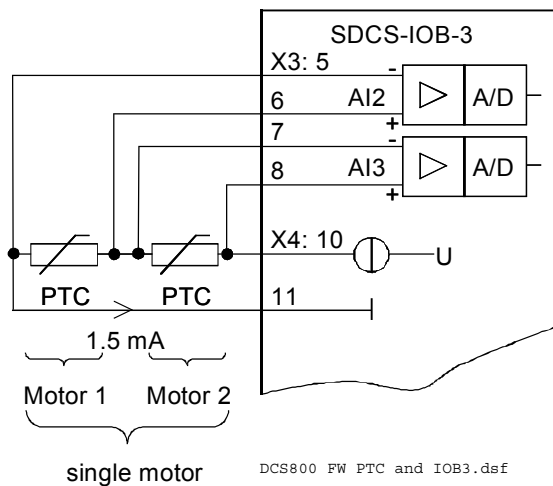 SDCS-IOB-3
X3: 5
-
6
AI2
A/D
+
7
-
8
AI3
A/D
+
X4: 10
U
PTC
PTC
11
1.5 mA
Motor 1
Motor 2
single motor
DCS800 FW PTC and IOB3.dsf